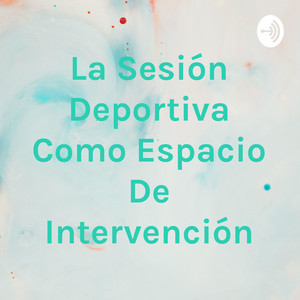 La Sesión
Deportiva
Como Espacio
De
Intervención